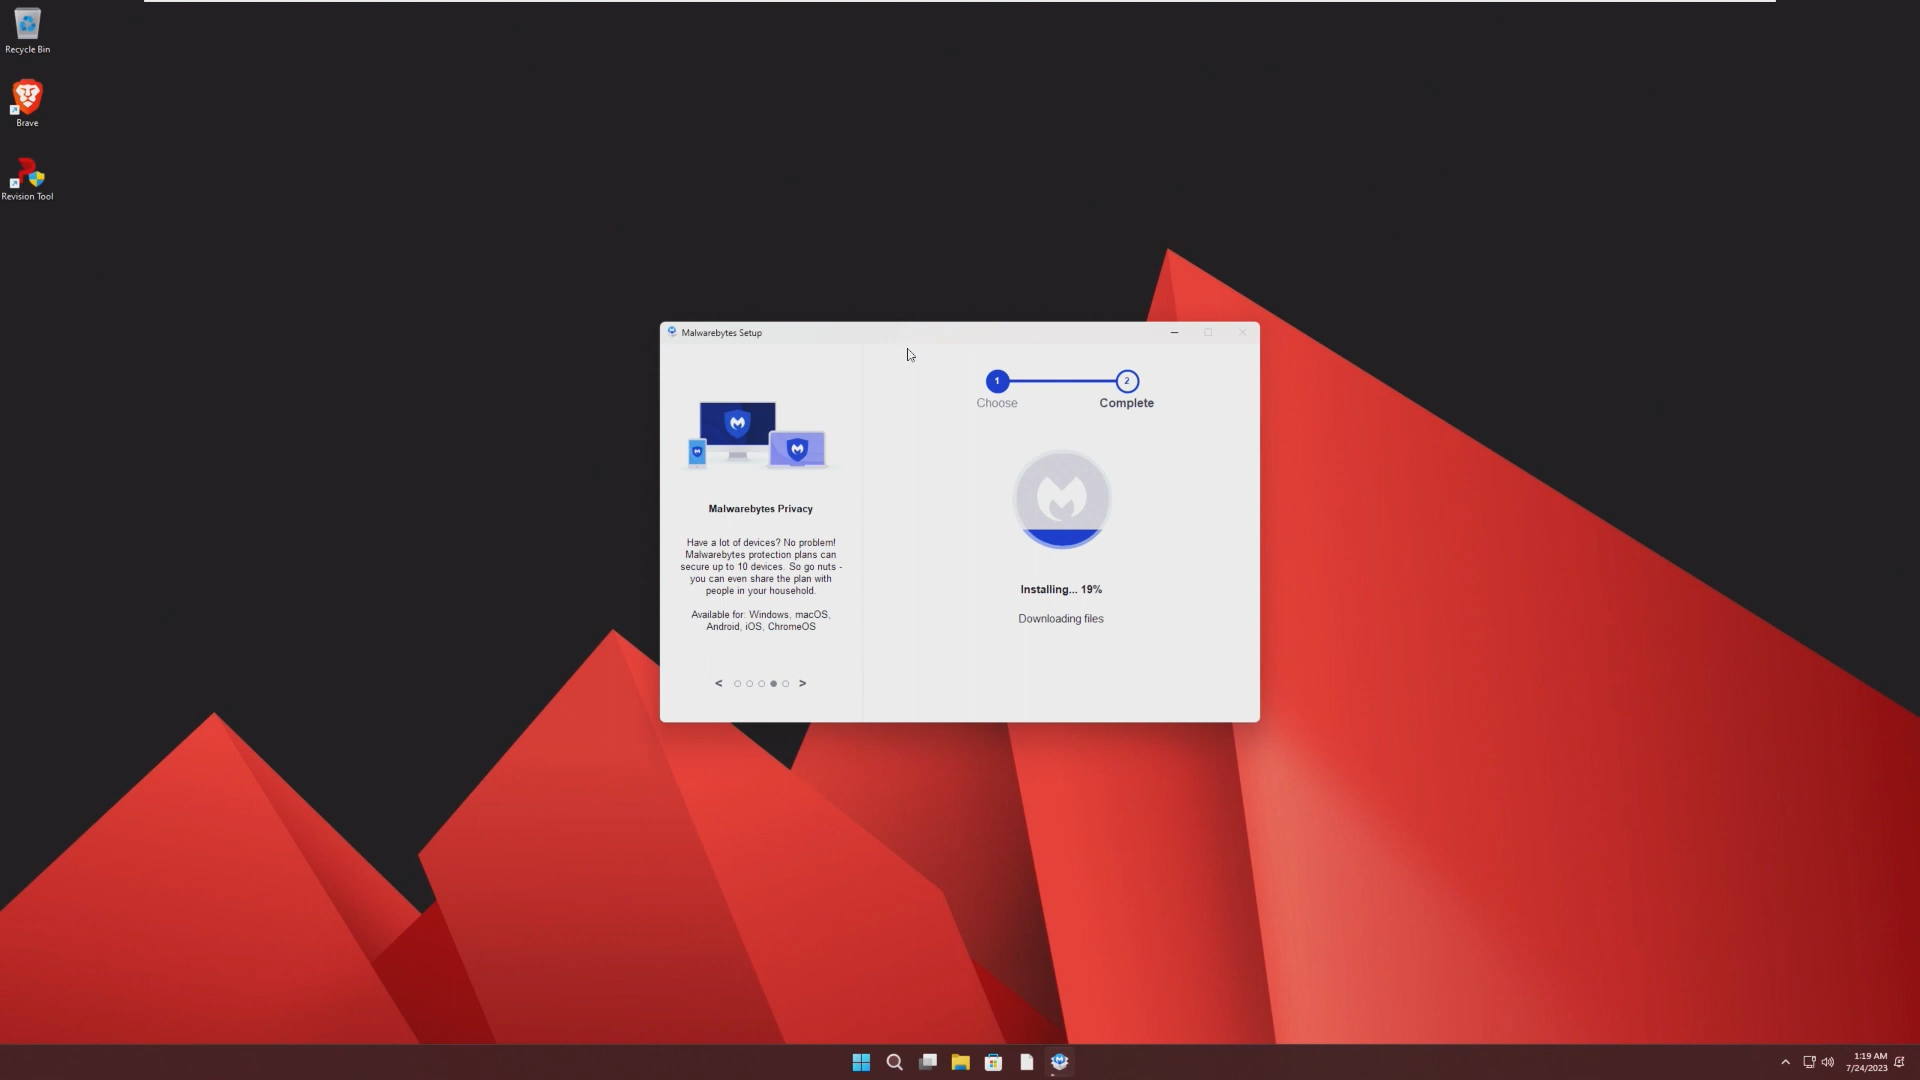 Recycle Bin
Brave
Revision Tool
Malwarebytes Setup
1
2
Choose
Complete
Malwarebytes Privacy
Have a lot of devices? No problem!
Malwarebytes protection plans can
secure up to 10 devices. So go nuts -
you can even share the plan with
people in your household.
Available for: Windows, macOS,
Android, iOS, ChromeOS
< >
Installing... 19%
Downloading files
1:19 AM
7/24/2023